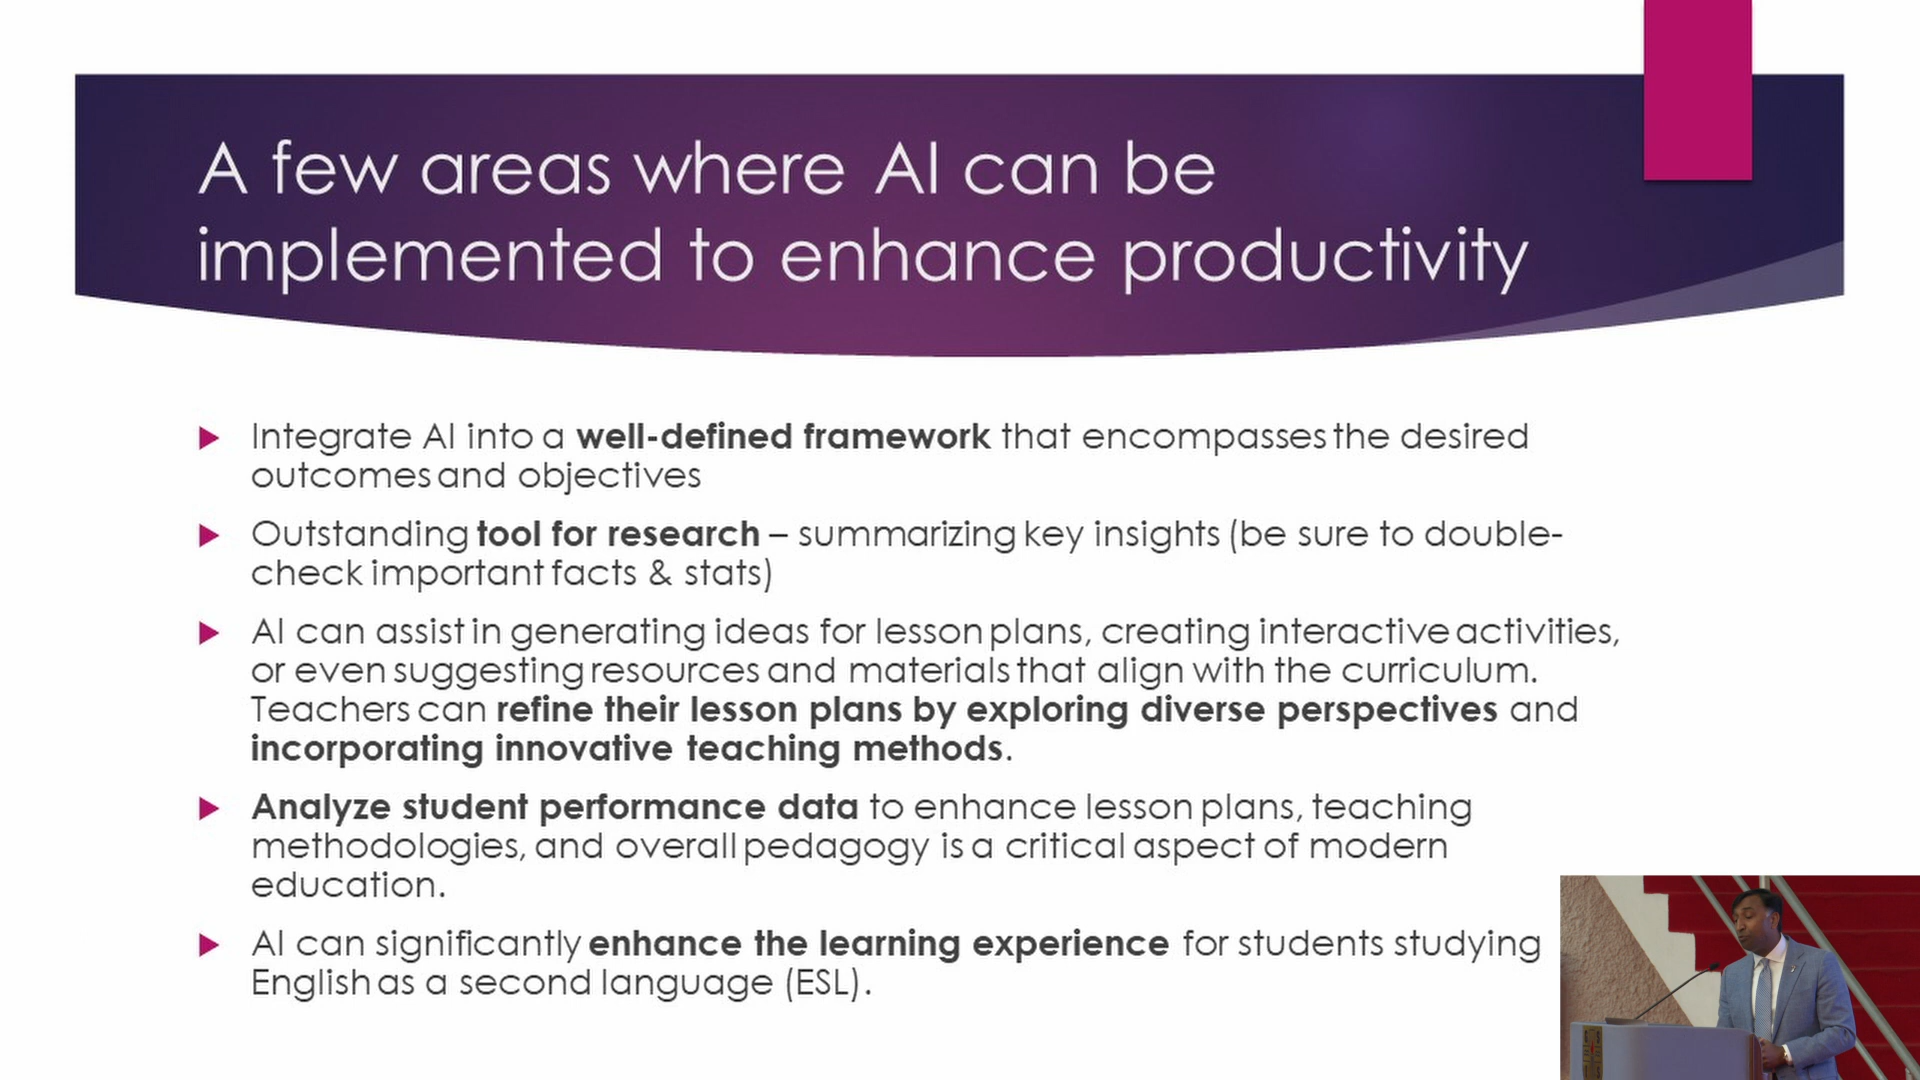 A few areas where AI can be
implemented to enhance productivity
Integrate AI into a well-defined framework that encompasses the desired
outcomes and objectives
Outstanding tool for research – summarizing key insights (be sure to double-
check important facts & stats)
AI can assist in generating ideas for lesson plans, creating interactive activities,
or even suggesting resources and materials that align with the curriculum.
Teachers can refine their lesson plans by exploring diverse perspectives and
incorporating innovative teaching methods.
Analyze student performance data to enhance lesson plans, teaching
methodologies, and overall pedagogy is a critical aspect of modern
education.
AI can significantly enhance the learning experience for students studying
English as a second language (ESL).